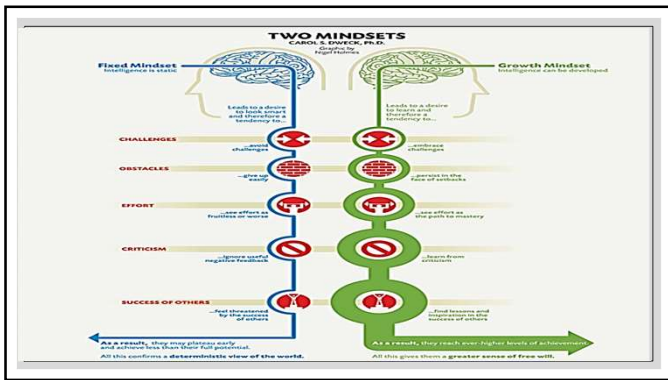 TWO MINDSETS
CAROL S. DWECK, Ph.D.
Graphic by
Nigel Holmes
Fixed Mindset
Intelligence is static
Growth Mindset
Intelligence can be developed
Leads to a desire
to look smart
and therefore a
tendency to...
Leads to a desire
to learn and
therefore a
tendency to...
CHALLENGES
...avoid
challenges
...embrace
challenges
OBSTACLES
...give up
easily
...persist in the
face of setbacks
EFFORT
...see effort as
fruitless or worse
...see effort as
the path to mastery
CRITICISM
...ignore useful
negative feedback
...learn from
criticism
SUCCESS OF OTHERS
...feel threatened
by the success
of others
...find lessons and
inspiration in the
success of others
As a result, they may plateau early
and achieve less than their full potential.
All this confirms a deterministic view of the world.
As a result, they reach ever-higher levels of achievement.
All this gives them a greater sense of free will.